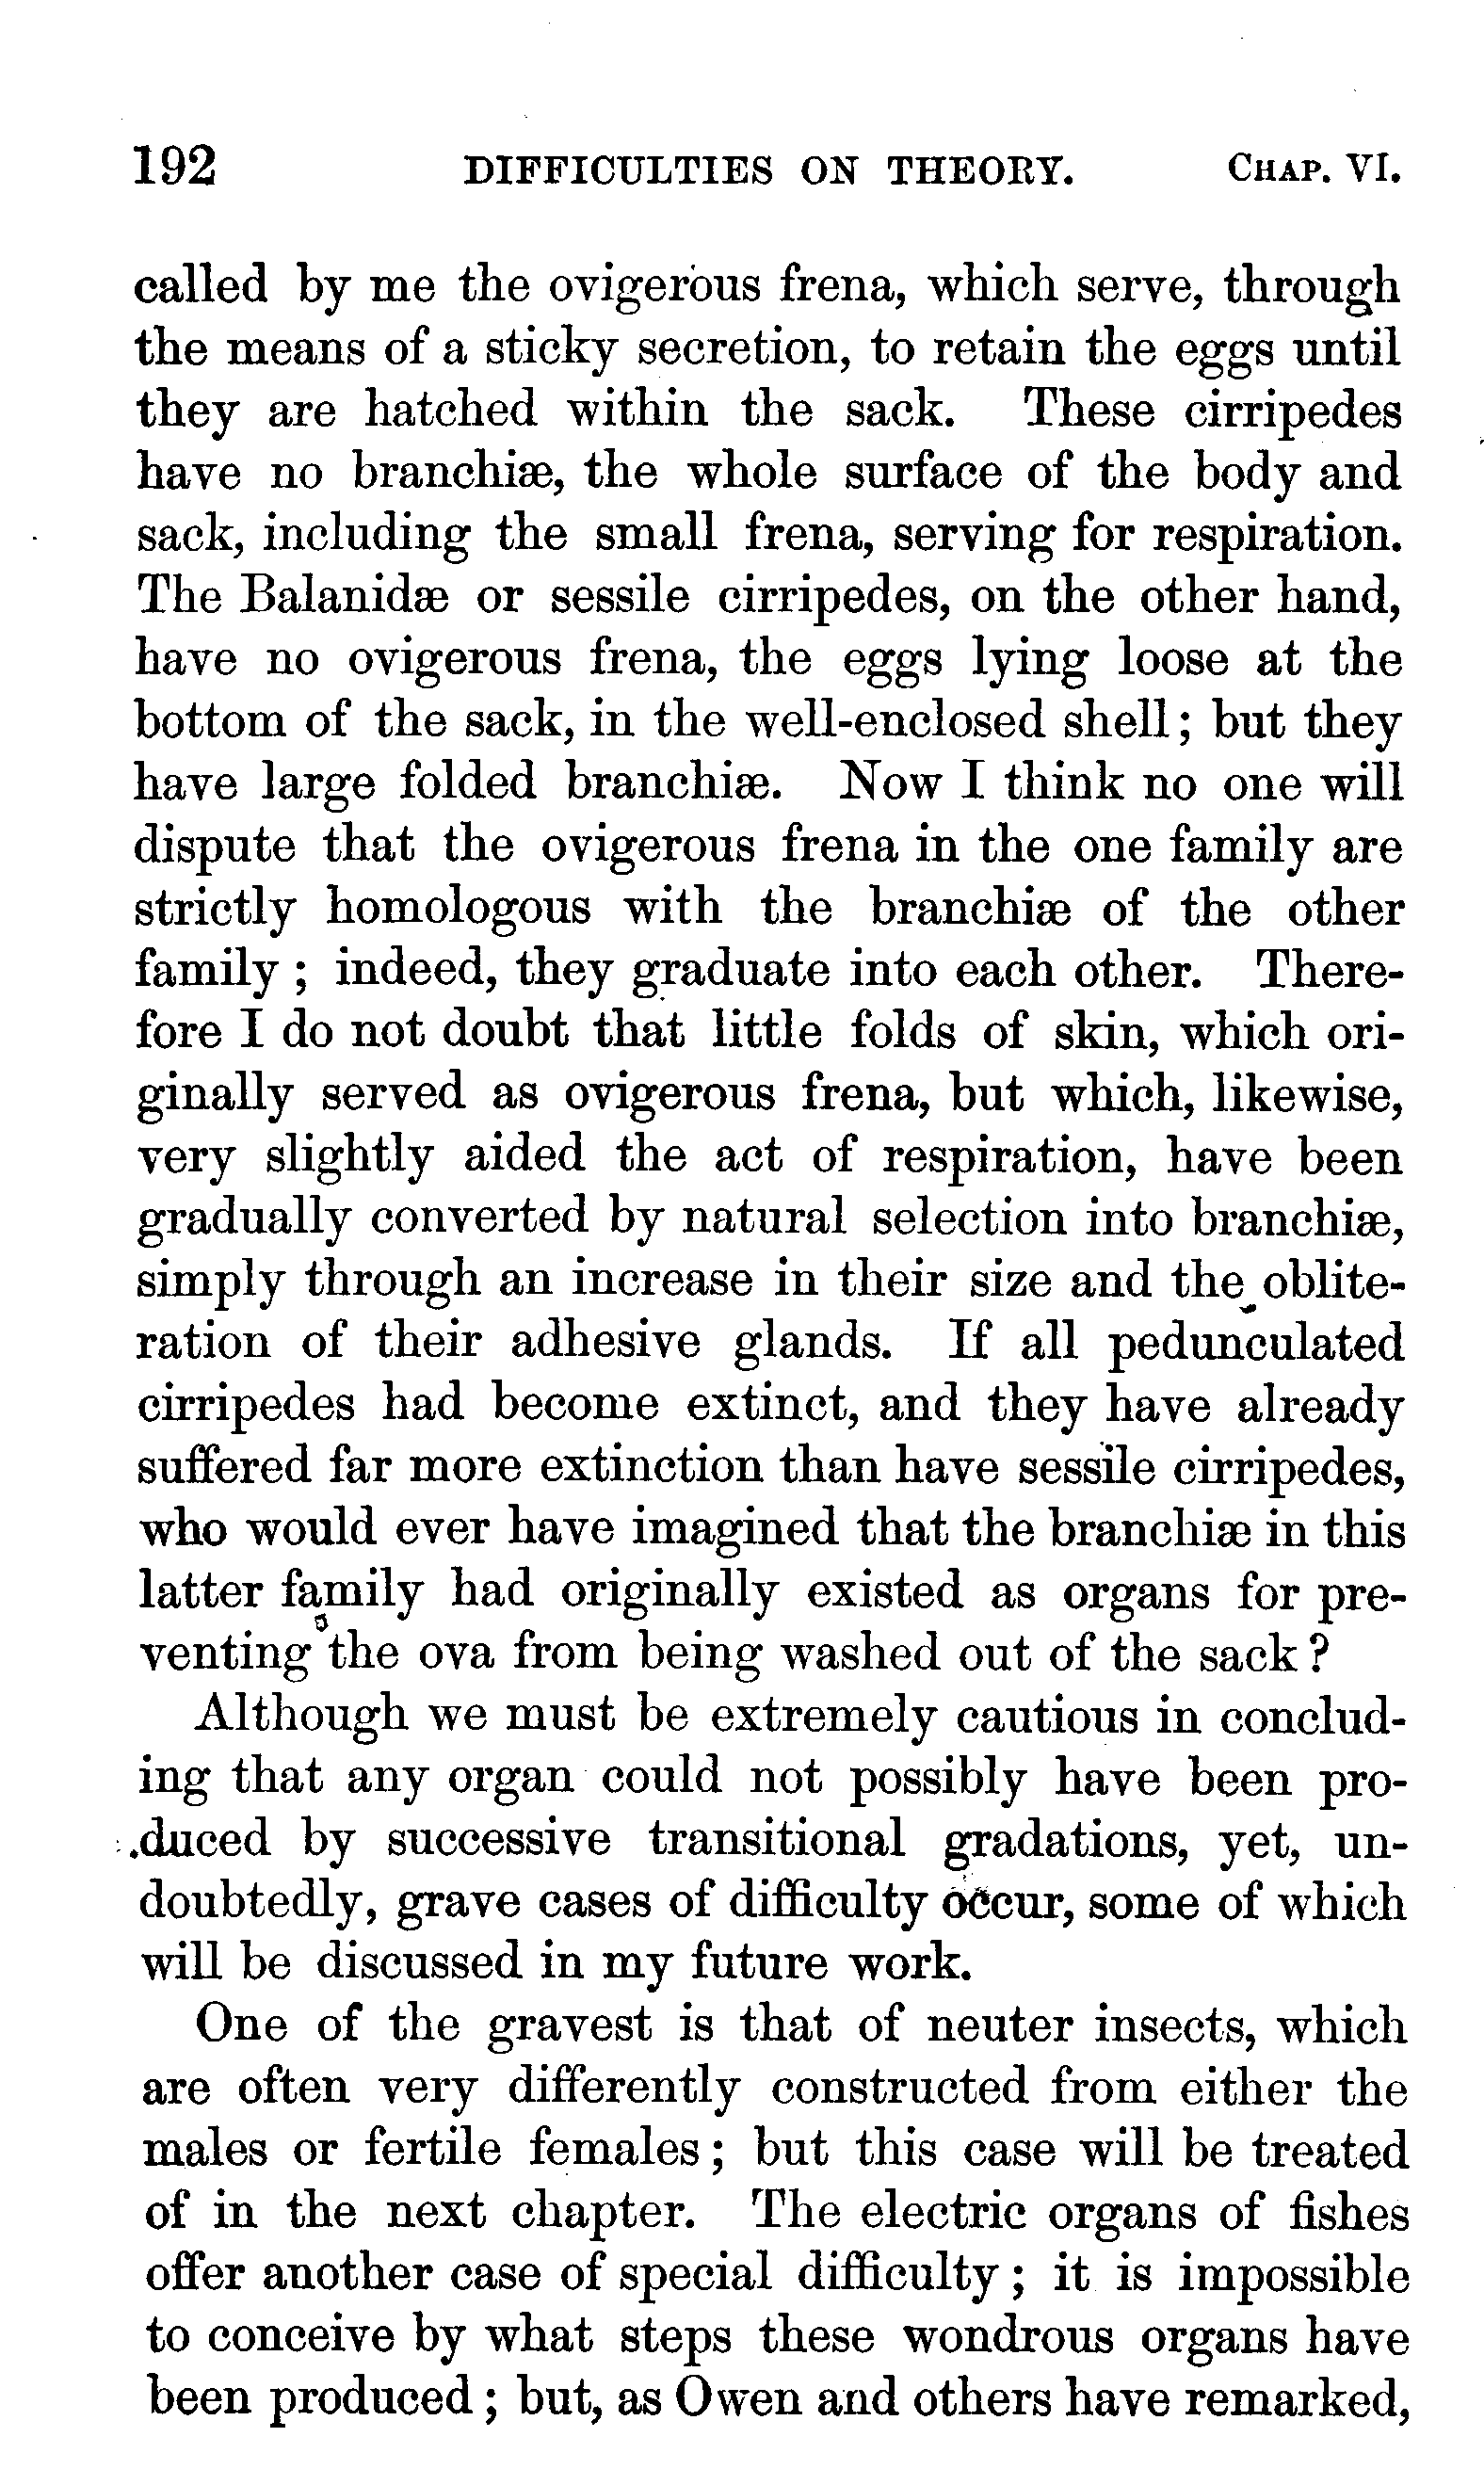 192 DIFFICULTIES ON THEORY. CHAP. VI.
called by me the ovigerous frena, which serve, through
the means of a sticky secretion, to retain the eggs until
they are hatched within the sack. These cirripedes
have no branchiæ, the whole surface of the body and
sack, including the small frena, serving for respiration.
The Balanidæ or sessile cirripedes, on the other hand,
have no ovigerous frena, the eggs lying loose at the
bottom of the sack, in the well-enclosed shell; but they
have large folded branchiæ. Now I think no one will
dispute that the ovigerous frena in the one family are
strictly homologous with the branchiæ of the other
family; indeed, they graduate into each other. There-
fore I do not doubt that little folds of skin, which ori-
ginally served as ovigerous frena, but which, likewise,
very slightly aided the act of respiration, have been
gradually converted by natural selection into branchiæ,
simply through an increase in their size and the oblite-
ration of their adhesive glands. If all pedunculated
cirripedes had become extinct, and they have already
suffered far more extinction than have sessile cirripedes,
who would ever have imagined that the branchiæ in this
latter family had originally existed as organs for pre-
venting the ova from being washed out of the sack?
Although we must be extremely cautious in conclud-
ing that any organ could not possibly have been pro-
duced by successive transitional gradations, yet, un-
doubtedly, grave cases of difficulty occur, some of which
will be discussed in my future work.
One of the gravest is that of neuter insects, which
are often very differently constructed from either the
males or fertile females; but this case will be treated
of in the next chapter. The electric organs of fishes
offer another case of special difficulty; it is impossible
to conceive by what steps these wondrous organs have
been produced; but, as Owen and others have remarked,